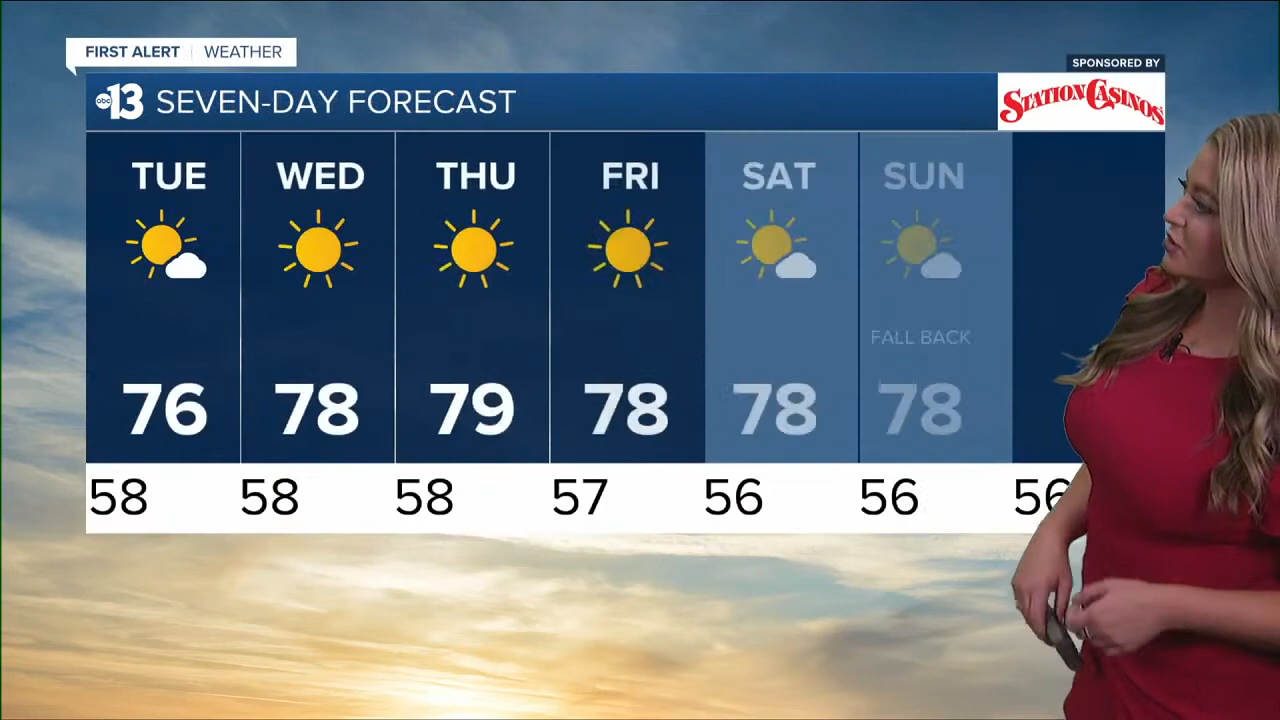 FIRST ALERT WEATHER
SPONSORED BY
abc 13 SEVEN-DAY FORECAST
STATION CASINOS
TUE WED THU FRI SAT SUN
FALL BACK
76 78 79 78 78 78
58 58 58 57 56 56 56